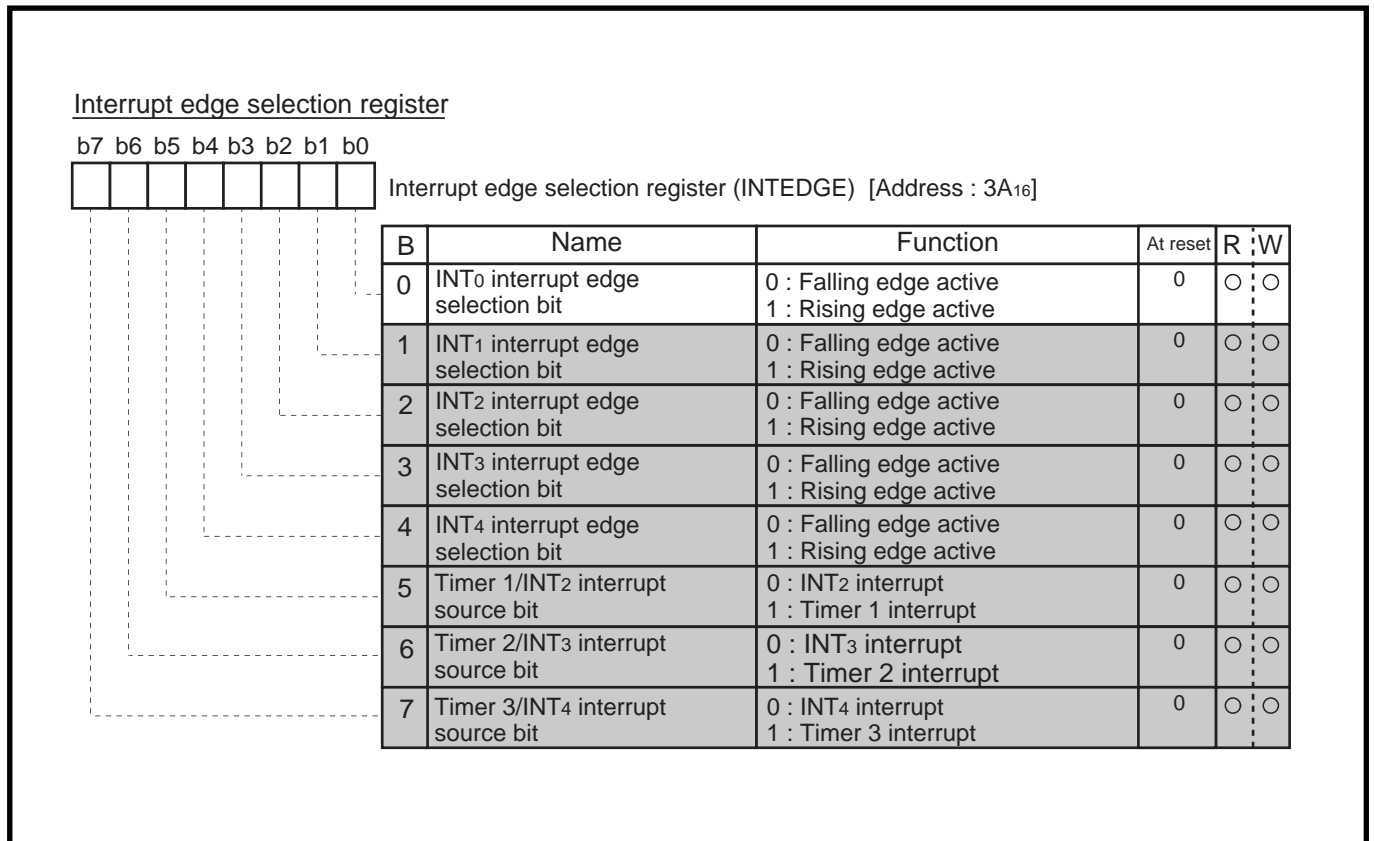 Interrupt edge selection register
b7 b6 b5 b4 b3 b2 b1 b0
Interrupt edge selection register (INTEDGE) [Address : 3A16]
B Name Function At reset R W
0 INT0 interrupt edge selection bit 0 : Falling edge active 0 ○ ○
1 : Rising edge active
1 INT1 interrupt edge selection bit 0 : Falling edge active 0 ○ ○
1 : Rising edge active
2 INT2 interrupt edge selection bit 0 : Falling edge active 0 ○ ○
1 : Rising edge active
3 INT3 interrupt edge selection bit 0 : Falling edge active 0 ○ ○
1 : Rising edge active
4 INT4 interrupt edge selection bit 0 : Falling edge active 0 ○ ○
1 : Rising edge active
5 Timer 1/INT2 interrupt source bit 0 : INT2 interrupt 0 ○ ○
1 : Timer 1 interrupt
6 Timer 2/INT3 interrupt source bit 0 : INT3 interrupt 0 ○ ○
1 : Timer 2 interrupt
7 Timer 3/INT4 interrupt source bit 0 : INT4 interrupt 0 ○ ○
1 : Timer 3 interrupt